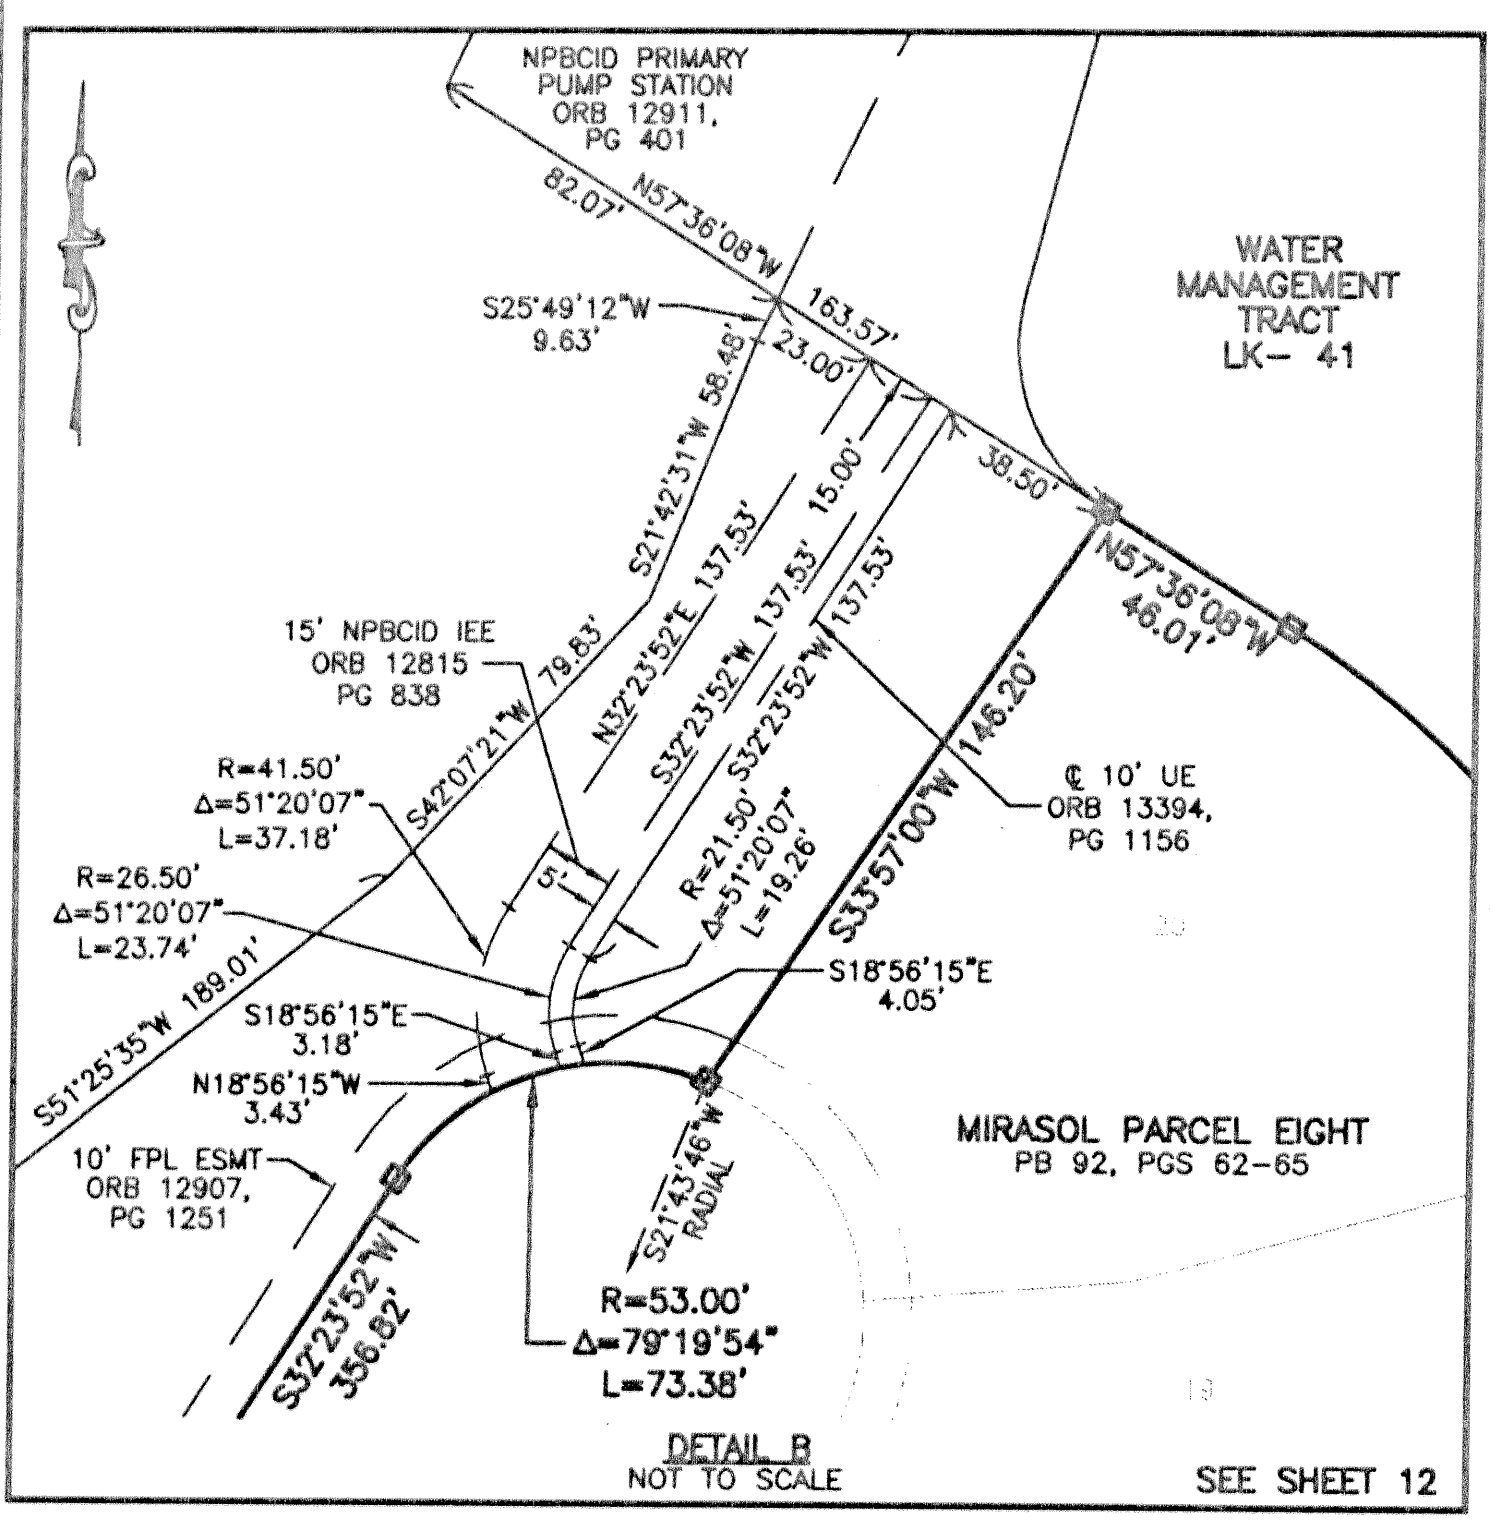 NPBCID PRIMARY
PUMP STATION
ORB 12911,
PG 401
N57°36'08"W
82.07'
163.57'
23.00'
38.50'
WATER
MANAGEMENT
TRACT
LK- 41
S25°49'12"W
9.63'
S21°42'31"W 58.48'
N57°36'08"W
46.01'
15.00'
N32°23'52"E 137.53'
S32°23'52"W 137.53'
S32°23'52"W 137.53'
15' NPBCID IEE
ORB 12815
PG 838
S42°07'21"W 79.83'
S33°57'00"W 146.20'
℄ 10' UE
ORB 13394,
PG 1156
R=41.50'
Δ=51°20'07"
L=37.18'
R=21.50'
Δ=51°20'07"
L=19.26'
5'
R=26.50'
Δ=51°20'07"
L=23.74'
S51°25'35"W 189.01'
S18°56'15"E
4.05'
S18°56'15"E
3.18'
N18°56'15"W
3.43'
20
MIRASOL PARCEL EIGHT
PB 92, PGS 62-65
10' FPL ESMT
ORB 12907,
PG 1251
S21°43'46"W
RADIAL
S32°23'52"W
356.82'
R=53.00'
Δ=79°19'54"
L=73.38'
19
DETAIL B
NOT TO SCALE
SEE SHEET 12